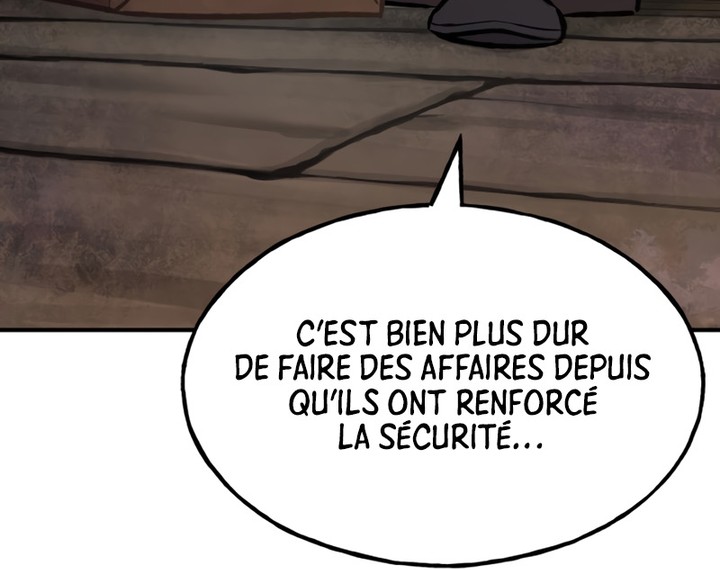 C'EST BIEN PLUS DUR
DE FAIRE DES AFFAIRES DEPUIS
QU'ILS ONT RENFORCÉ
LA SÉCURITÉ...